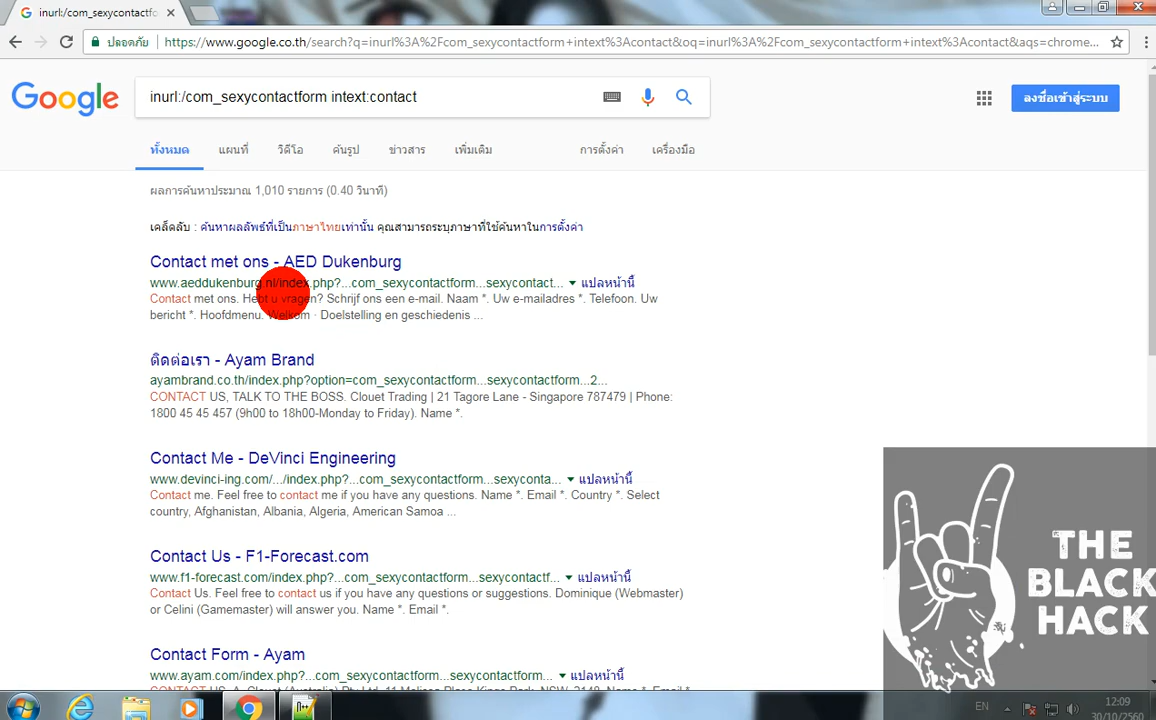 inurl:/com_sexycontactfo
ปลอดภัย
https://www.google.co.th/search?q=inurl%3A%2Fcom_sexycontactform+intext%3Acontact&oq=inurl%3A%2Fcom_sexycontactform+intext%3Acontact&aqs=chrome...
Google
inurl:/com_sexycontactform intext:contact
ลงชื่อเข้าสู่ระบบ
ทั้งหมด แผนที่ วิดีโอ ค้นรูป ข่าวสาร เพิ่มเติม การตั้งค่า เครื่องมือ
ผลการค้นหาประมาณ 1,010 รายการ (0.40 วินาที)
เคล็ดลับ : ค้นหาผลลัพธ์ที่เป็นภาษาไทยเท่านั้น คุณสามารถระบุภาษาที่ใช้ค้นหาในการตั้งค่า
Contact met ons - AED Dukenburg
www.aeddukenburg.nl/index.php?...com_sexycontactform...sexycontact... แปลหน้านี้
Contact met ons. Hebt u vragen? Schrijf ons een e-mail. Naam *. Uw e-mailadres *. Telefoon. Uw
bericht *. Hoofdmenu. Welkom · Doelstelling en geschiedenis ...
ติดต่อเรา - Ayam Brand
ayambrand.co.th/index.php?option=com_sexycontactform...sexycontactform...2...
CONTACT US, TALK TO THE BOSS. Clouet Trading | 21 Tagore Lane - Singapore 787479 | Phone:
1800 45 45 457 (9h00 to 18h00-Monday to Friday). Name *.
Contact Me - DeVinci Engineering
www.devinci-ing.com/.../index.php?...com_sexycontactform...sexyconta... แปลหน้านี้
Contact me. Feel free to contact me if you have any questions. Name *. Email *. Country *. Select
country, Afghanistan, Albania, Algeria, American Samoa ...
Contact Us - F1-Forecast.com
www.f1-forecast.com/index.php?...com_sexycontactform...sexycontactf... แปลหน้านี้
Contact Us. Feel free to contact us if you have questions or suggestions. Dominique (Webmaster)
or Celini (Gamemaster) will answer you. Name *. Email *.
Contact Form - Ayam
www.ayam.com/index.php?...com_sexycontactform...sexycontactform... แปลหน้านี้
THE
BLACK
HACK
EN
12:09
30/10/2560